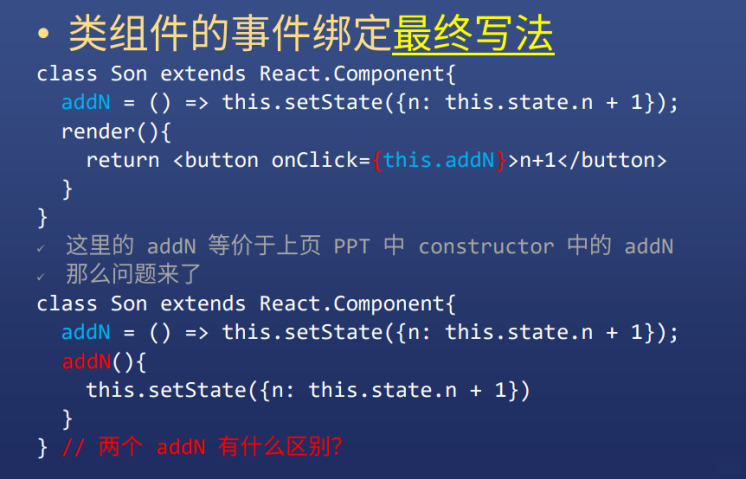 • 类组件的事件绑定最终写法
class Son extends React.Component{
addN = () => this.setState({n: this.state.n + 1});
render(){
return <button onClick={this.addN}>n+1</button>
}
}
✓ 这里的 addN 等价于上页 PPT 中 constructor 中的 addN
✓ 那么问题来了
class Son extends React.Component{
addN = () => this.setState({n: this.state.n + 1});
addN(){
this.setState({n: this.state.n + 1})
}
} // 两个 addN 有什么区别?